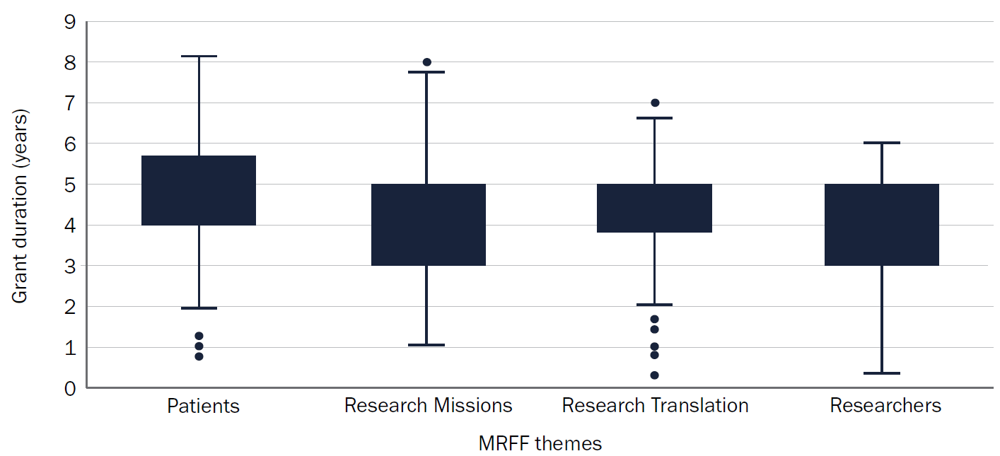 Grant duration (years)
9
8
7
6
5
4
3
2
1
0
Patients
Research Missions
Research Translation
Researchers
MRFF themes